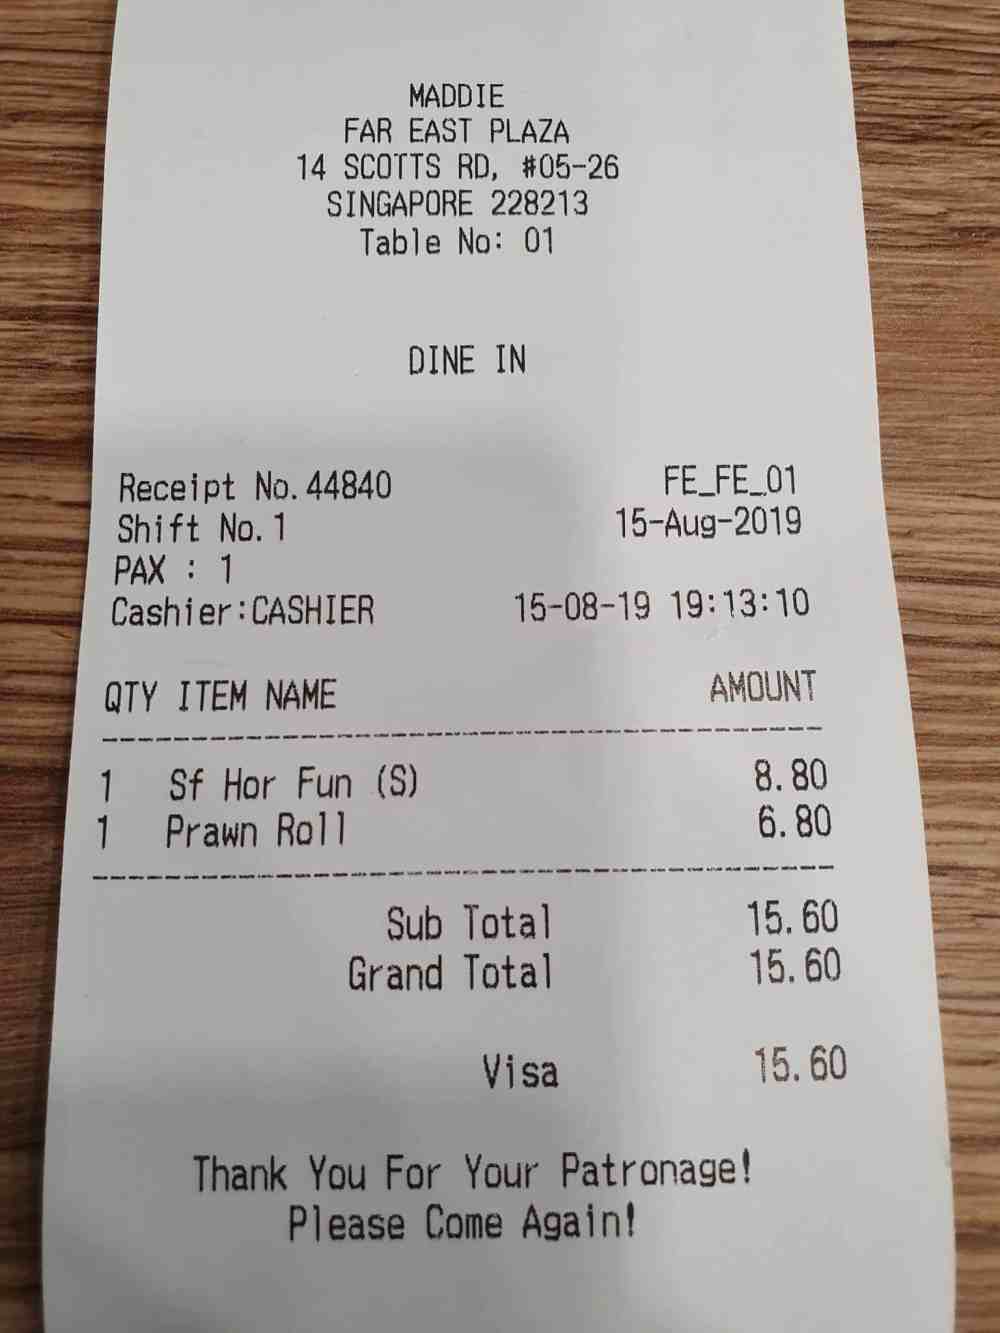 MADDIE
FAR EAST PLAZA
14 SCOTTS RD, #05-26
SINGAPORE 228213
Table No: 01
DINE IN
Receipt No.44840 FE_FE_01
Shift No.1 15-Aug-2019
PAX : 1
Cashier:CASHIER 15-08-19 19:13:10
QTY ITEM NAME AMOUNT
1 Sf Hor Fun (S) 8.80
1 Prawn Roll 6.80
Sub Total 15.60
Grand Total 15.60
Visa 15.60
Thank You For Your Patronage!
Please Come Again!